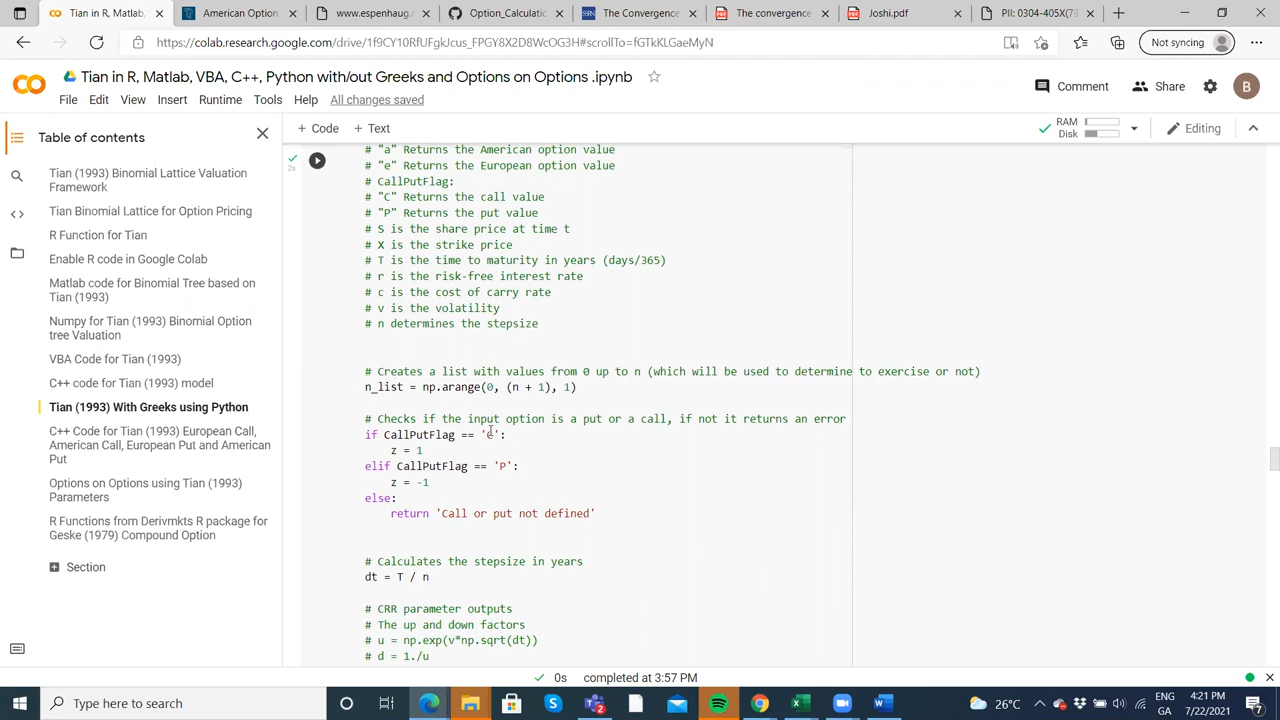 Tian in R, Matl
American Option
www.espenhaug.c
Option_Calculatio
SSRN
The Convergence
PDF
The convergence
PDF
Joshi.pdf
PDF
PII: 0304-405X(79
https://colab.research.google.com/drive/1f9CY10RfUFgkJcus_FPGY8X2D8WcOG3H#scrollTo=fGTkKLGaeMyN
Not syncing
Tian in R, Matlab, VBA, C++, Python with/out Greeks and Options on Options .ipynb
Comment
Share
B
File
Edit
View
Insert
Runtime
Tools
Help
All changes saved
Table of contents
+ Code
+ Text
RAM
Disk
Editing
Tian (1993) Binomial Lattice Valuation
Framework
Tian Binomial Lattice for Option Pricing
R Function for Tian
Enable R code in Google Colab
Matlab code for Binomial Tree based on
Tian (1993)
Numpy for Tian (1993) Binomial Option
tree Valuation
VBA Code for Tian (1993)
C++ code for Tian (1993) model
Tian (1993) With Greeks using Python
C++ Code for Tian (1993) European Call,
American Call, European Put and American
Put
Options on Options using Tian (1993)
Parameters
R Functions from Derivmkts R package for
Geske (1979) Compound Option
Section
2s
# "a" Returns the American option value
# "e" Returns the European option value
# CallPutFlag:
# "C" Returns the call value
# "P" Returns the put value
# S is the share price at time t
# X is the strike price
# T is the time to maturity in years (days/365)
# r is the risk-free interest rate
# c is the cost of carry rate
# v is the volatility
# n determines the stepsize
# Creates a list with values from 0 up to n (which will be used to determine to exercise or not)
n_list = np.arange(0, (n + 1), 1)
# Checks if the input option is a put or a call, if not it returns an error
if CallPutFlag == 'C':
z = 1
elif CallPutFlag == 'P':
z = -1
else:
return 'Call or put not defined'
# Calculates the stepsize in years
dt = T / n
# CRR parameter outputs
# The up and down factors
# u = np.exp(v*np.sqrt(dt))
# d = 1./u
0s
completed at 3:57 PM
Type here to search
26°C
ENG
GA
4:21 PM
7/22/2021